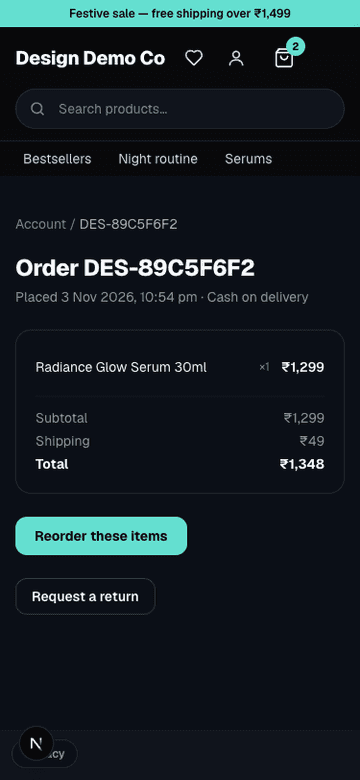 Festive sale — free shipping over ₹1,499
Design Demo Co
2
Search products...
Bestsellers Night routine Serums
Account / DES-89C5F6F2
Order DES-89C5F6F2
Placed 3 Nov 2026, 10:54 pm · Cash on delivery
Radiance Glow Serum 30ml ×1 ₹1,299
Subtotal ₹1,299
Shipping ₹49
Total ₹1,348
Reorder these items
Request a return
N